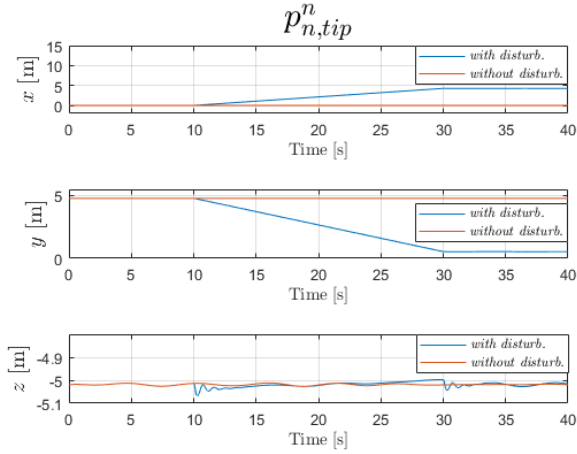 p^n_{n,tip}
x [m]
15
10
5
0
with disturb.
without disturb.
0 5 10 15 20 25 30 35 40
Time [s]
y [m]
5
0
with disturb.
without disturb.
0 5 10 15 20 25 30 35 40
Time [s]
z [m]
-4.9
-5
-5.1
with disturb.
without disturb.
0 5 10 15 20 25 30 35 40
Time [s]